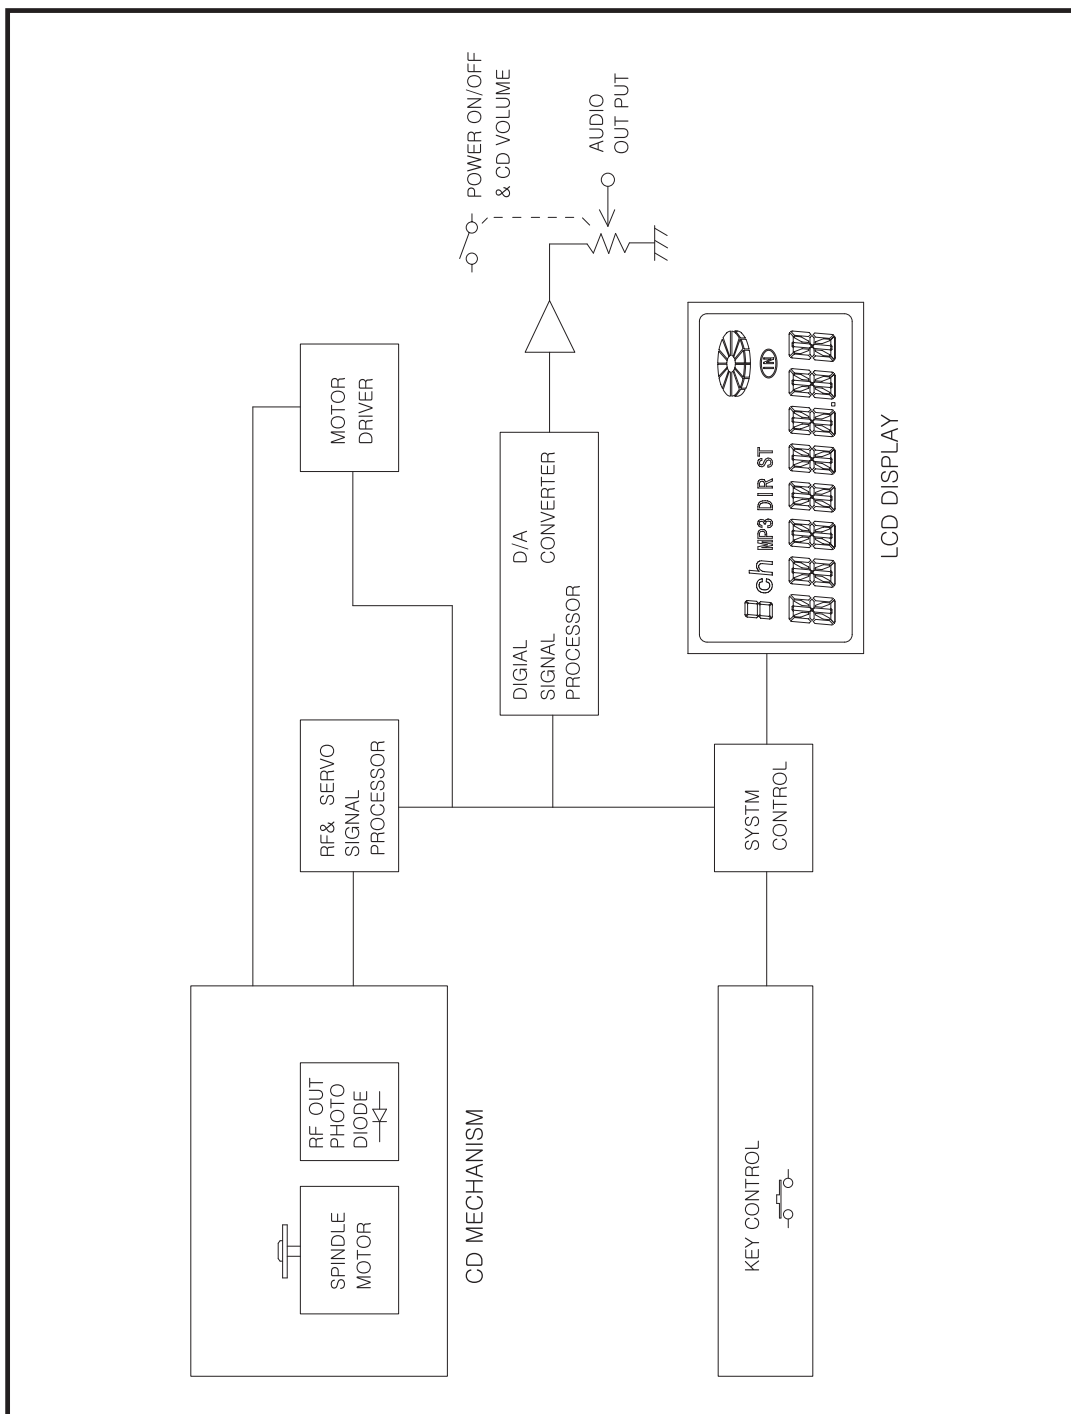 SPINDLE
MOTOR
RF OUT
PHOTO
DIODE
CD MECHANISM
RF& SERVO
SIGNAL
PROCESSOR
MOTOR
DRIVER
DIGIAL
SIGNAL
PROCESSOR
D/A
CONVERTER
POWER ON/OFF
& CD VOLUME
AUDIO
OUT PUT
KEY CONTROL
SYSTM
CONTROL
ch MP3 DIR ST
IN
LCD DISPLAY